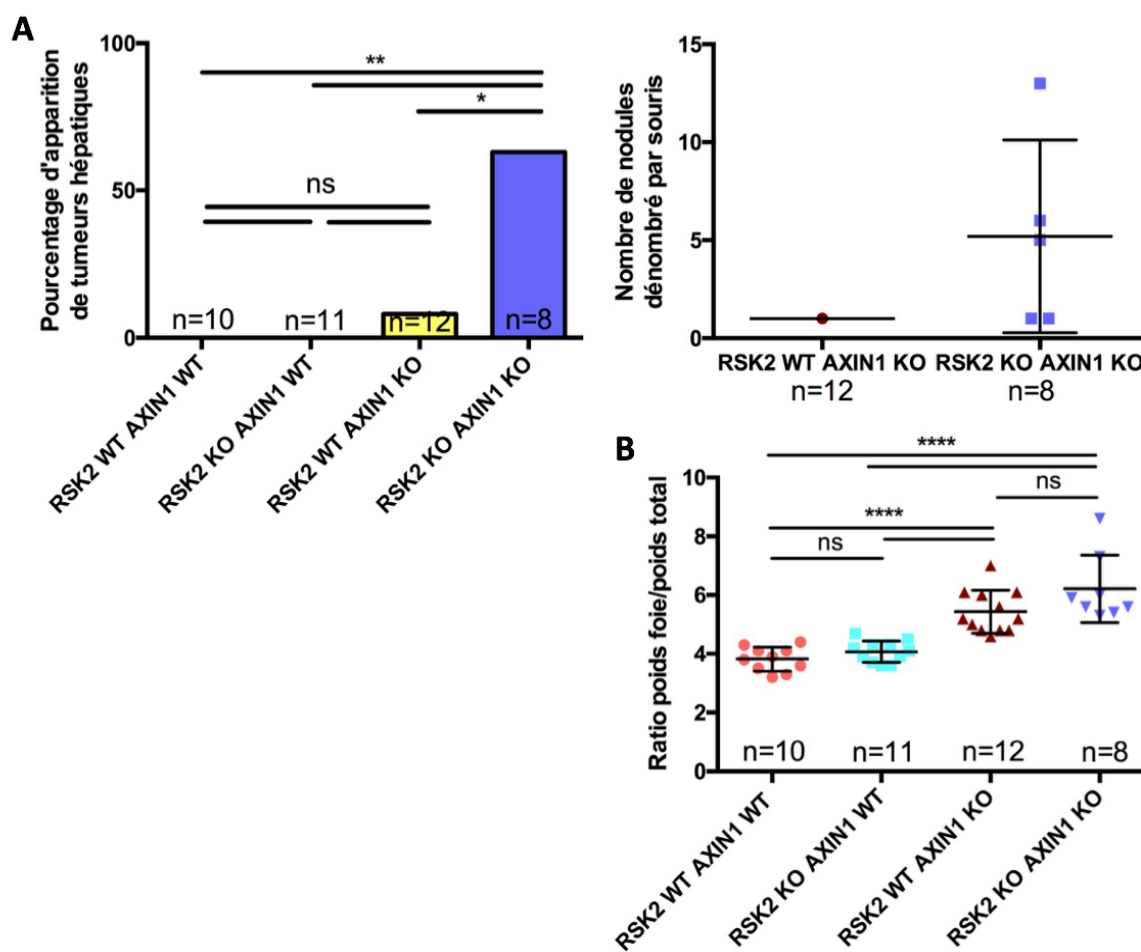 A
Pourcentage d'apparition
de tumeurs hépatiques
100
50
0
**
*
ns
n=10
n=11
n=12
n=8
RSK2 WT AXIN1 WT
RSK2 KO AXIN1 WT
RSK2 WT AXIN1 KO
RSK2 KO AXIN1 KO
Nombre de nodules
dénombré par souris
15
10
5
0
RSK2 WT AXIN1 KO
RSK2 KO AXIN1 KO
n=12
n=8
B
Ratio poids foie/poids total
10
8
6
4
2
0
****
ns
****
ns
n=10
n=11
n=12
n=8
RSK2 WT AXIN1 WT
RSK2 KO AXIN1 WT
RSK2 WT AXIN1 KO
RSK2 KO AXIN1 KO